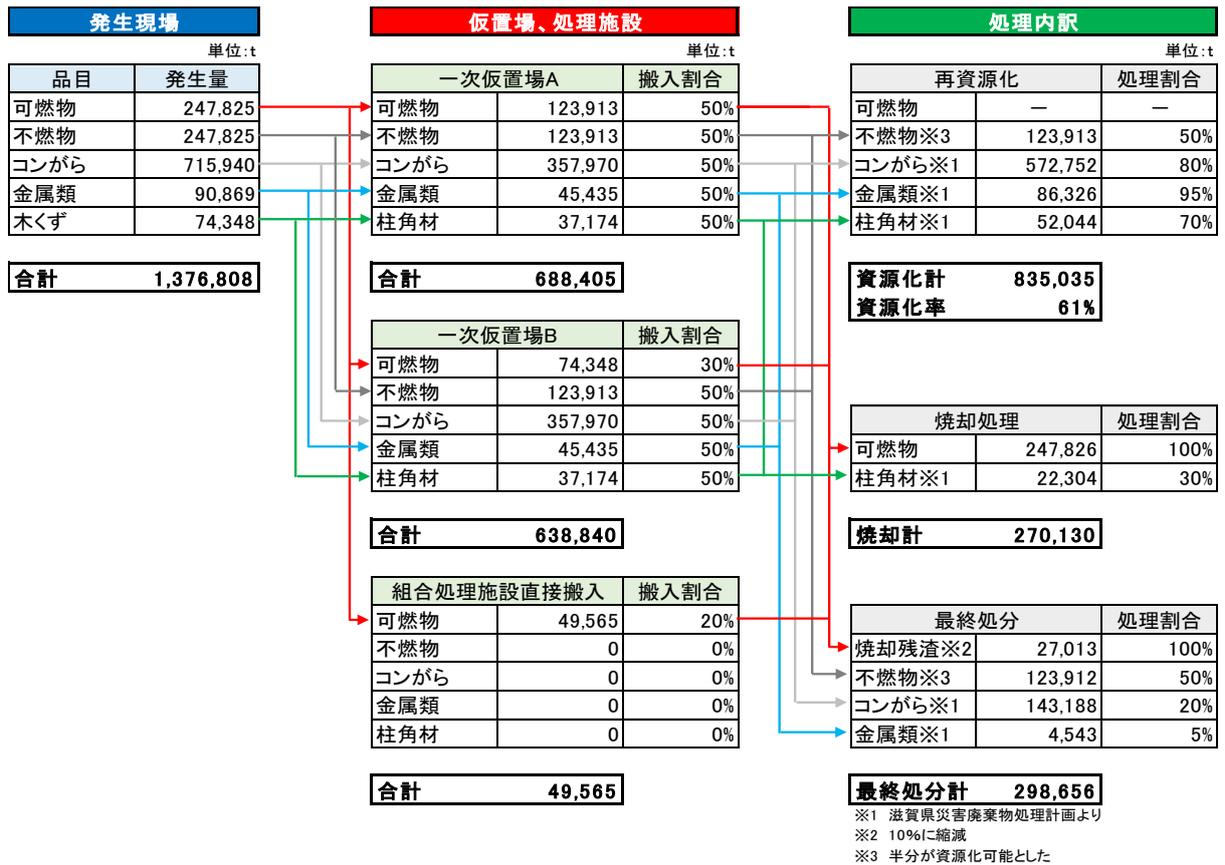 発生現場
単位:t
品目 発生量
可燃物 247,825
不燃物 247,825
コンがら 715,940
金属類 90,869
木くず 74,348
合計 1,376,808
仮置場、処理施設
単位:t
一次仮置場A 搬入割合
可燃物 123,913 50%
不燃物 123,913 50%
コンがら 357,970 50%
金属類 45,435 50%
柱角材 37,174 50%
合計 688,405
一次仮置場B 搬入割合
可燃物 74,348 30%
不燃物 123,913 50%
コンがら 357,970 50%
金属類 45,435 50%
柱角材 37,174 50%
合計 638,840
組合処理施設直接搬入 搬入割合
可燃物 49,565 20%
不燃物 0 0%
コンがら 0 0%
金属類 0 0%
柱角材 0 0%
合計 49,565
処理内訳
単位:t
再資源化 処理割合
可燃物 ― ―
不燃物※3 123,913 50%
コンがら※1 572,752 80%
金属類※1 86,326 95%
柱角材※1 52,044 70%
資源化計 835,035
資源化率 61%
焼却処理 処理割合
可燃物 247,826 100%
柱角材※1 22,304 30%
焼却計 270,130
最終処分 処理割合
焼却残渣※2 27,013 100%
不燃物※3 123,912 50%
コンがら※1 143,188 20%
金属類※1 4,543 5%
最終処分計 298,656
※1 滋賀県災害廃棄物処理計画より
※2 10%に縮減
※3 半分が資源化可能とした